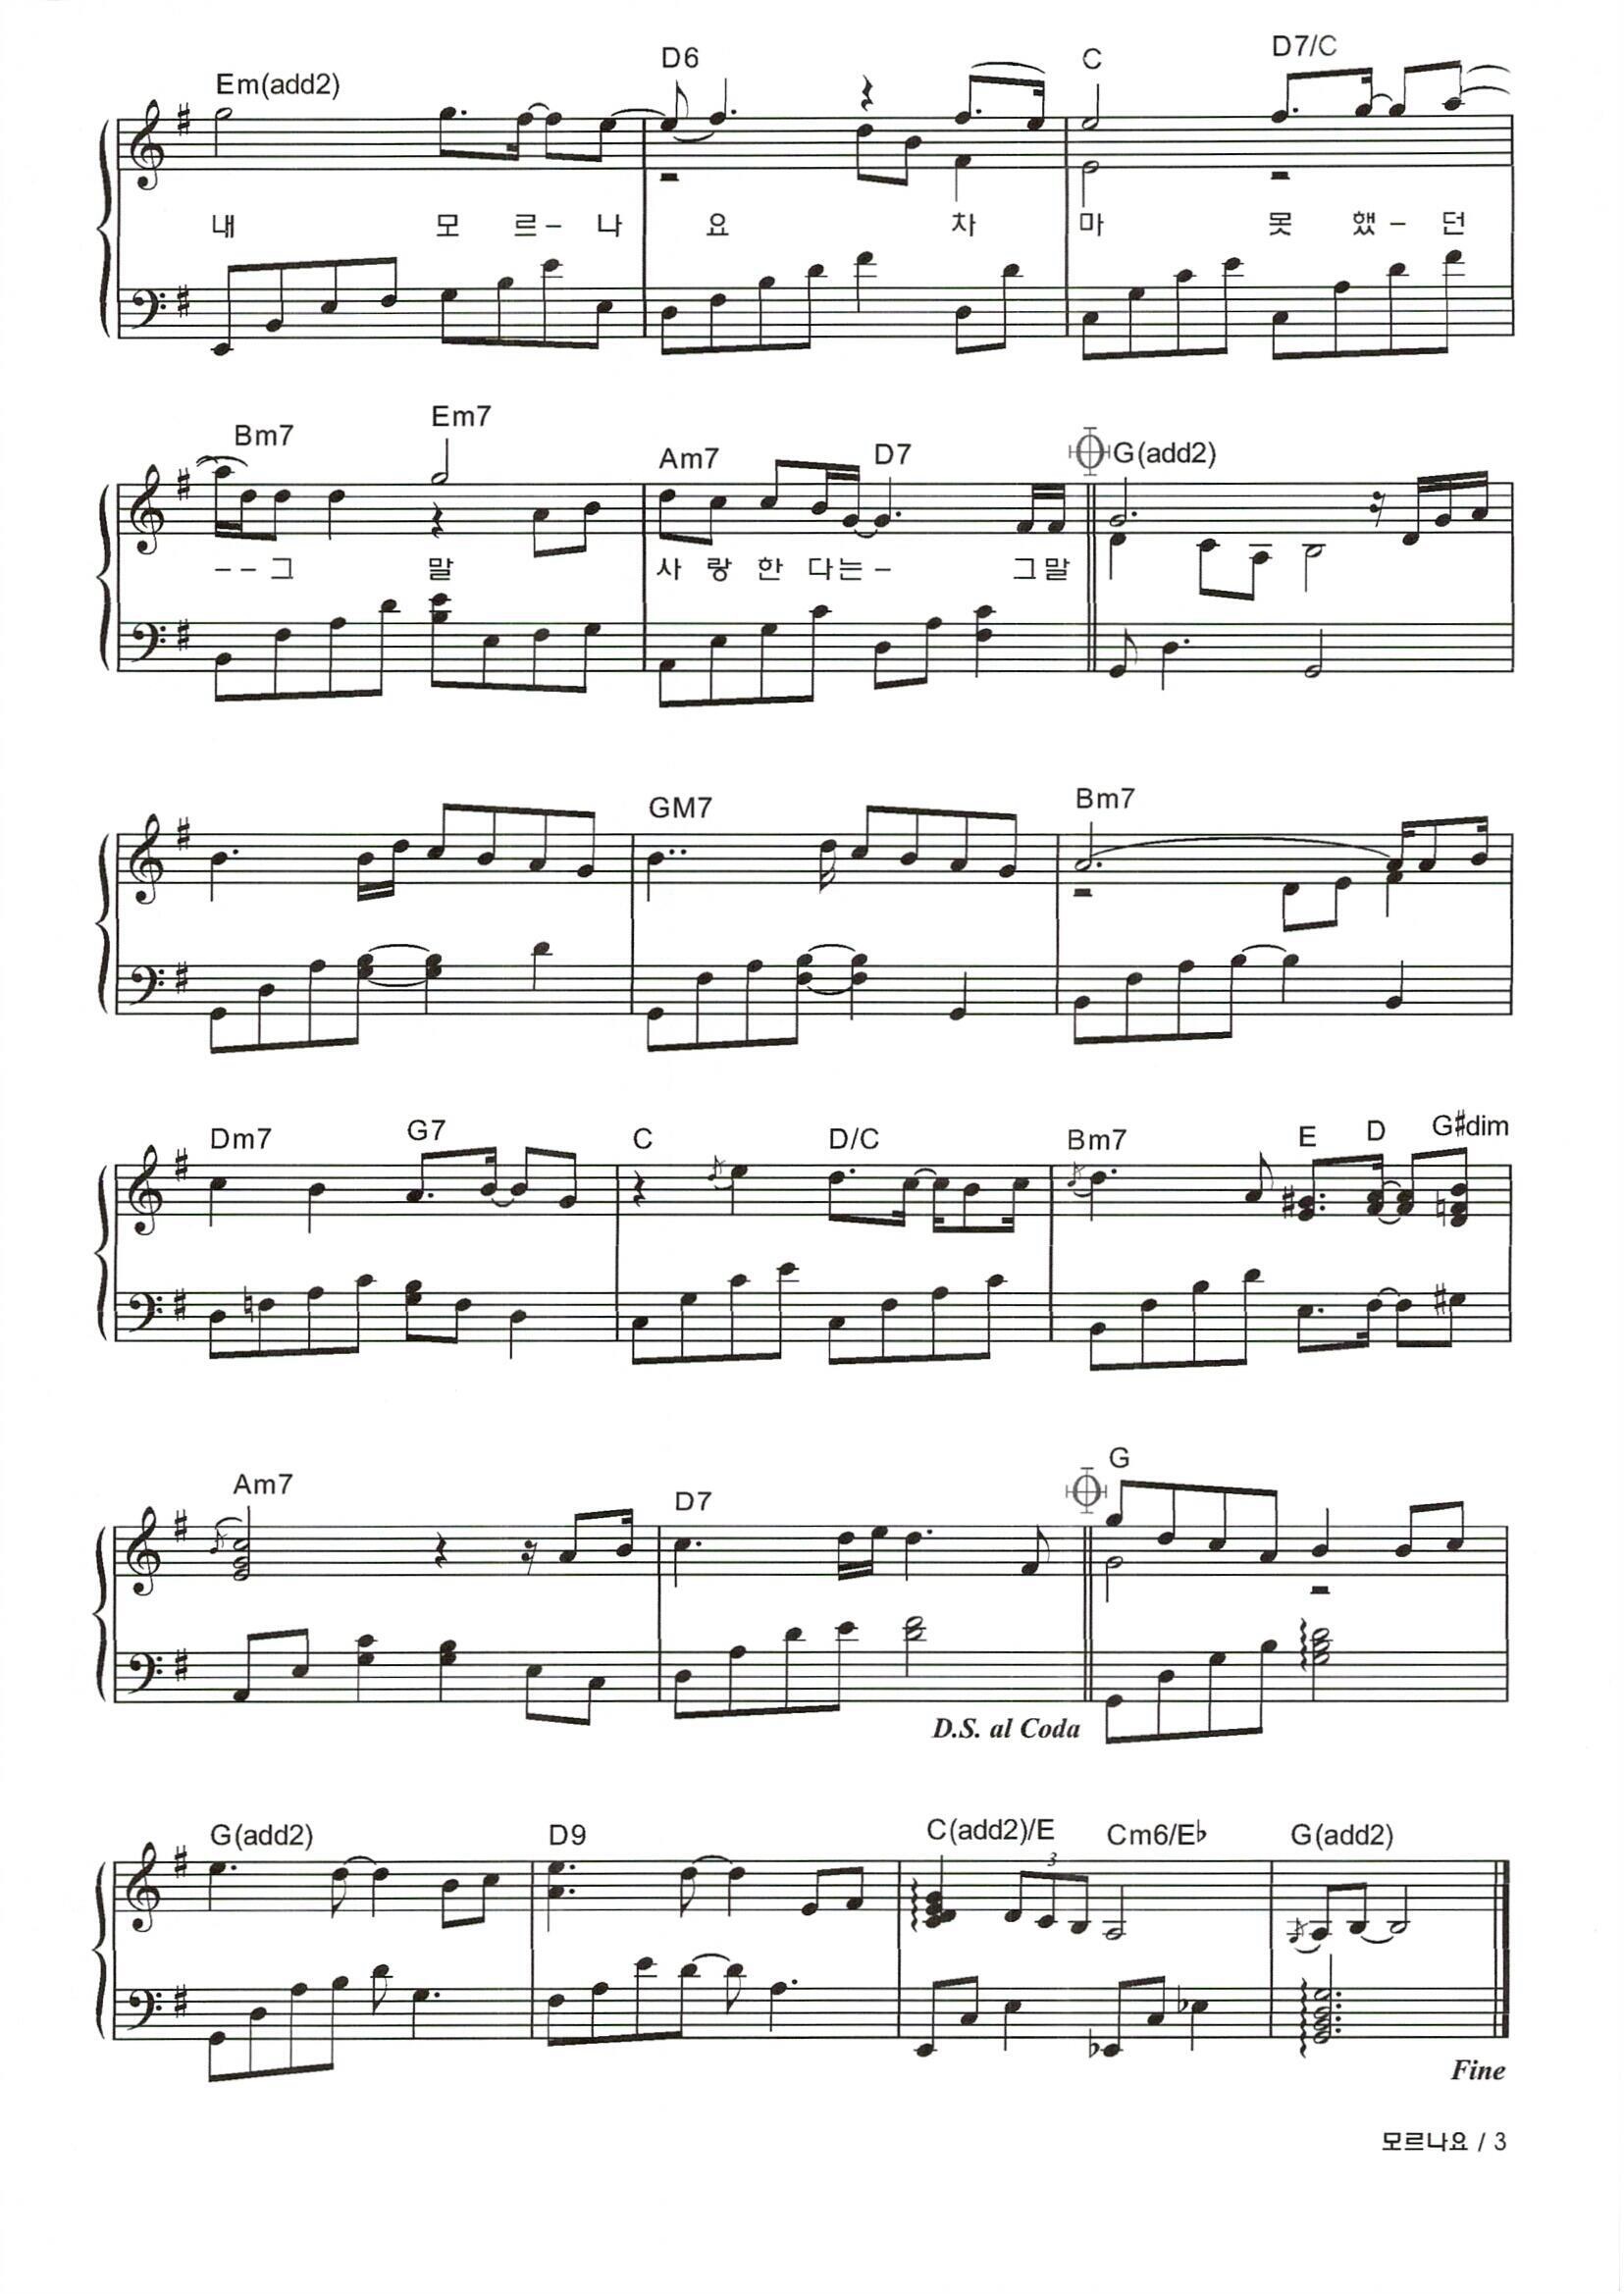 Em(add2) D6 C D7/C
내 모 르 - 나 요 차 마 못 했 - 던
Bm7 Em7 Am7 D7 G(add2)
- - 그 말 사 랑 한 다는 - 그말
GM7 Bm7
Dm7 G7 C D/C Bm7 E D G#dim
Am7 D7 G
D.S. al Coda
G(add2) D9 C(add2)/E Cm6/E♭ G(add2)
3
Fine
모르나요 / 3